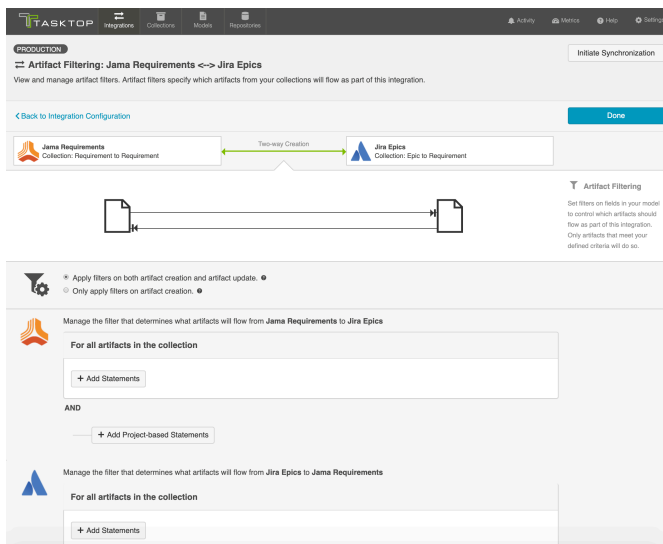 TASKTOP
Integrations
Collections
Models
Repositories
Activity
Metrics
Help
Settings
PRODUCTION
Artifact Filtering: Jama Requirements <--> Jira Epics
Initiate Synchronization
View and manage artifact filters. Artifact filters specify which artifacts from your collections will flow as part of this integration.
Back to Integration Configuration
Done
Jama Requirements
Collection: Requirement to Requirement
Two-way Creation
Jira Epics
Collection: Epic to Requirement
Artifact Filtering
Set filters on fields in your model
to control which artifacts should
flow as part of this integration.
Only artifacts that meet your
defined criteria will do so.
Apply filters on both artifact creation and artifact update.
Only apply filters on artifact creation.
Manage the filter that determines what artifacts will flow from Jama Requirements to Jira Epics
For all artifacts in the collection
+ Add Statements
AND
+ Add Project-based Statements
Manage the filter that determines what artifacts will flow from Jira Epics to Jama Requirements
For all artifacts in the collection
+ Add Statements